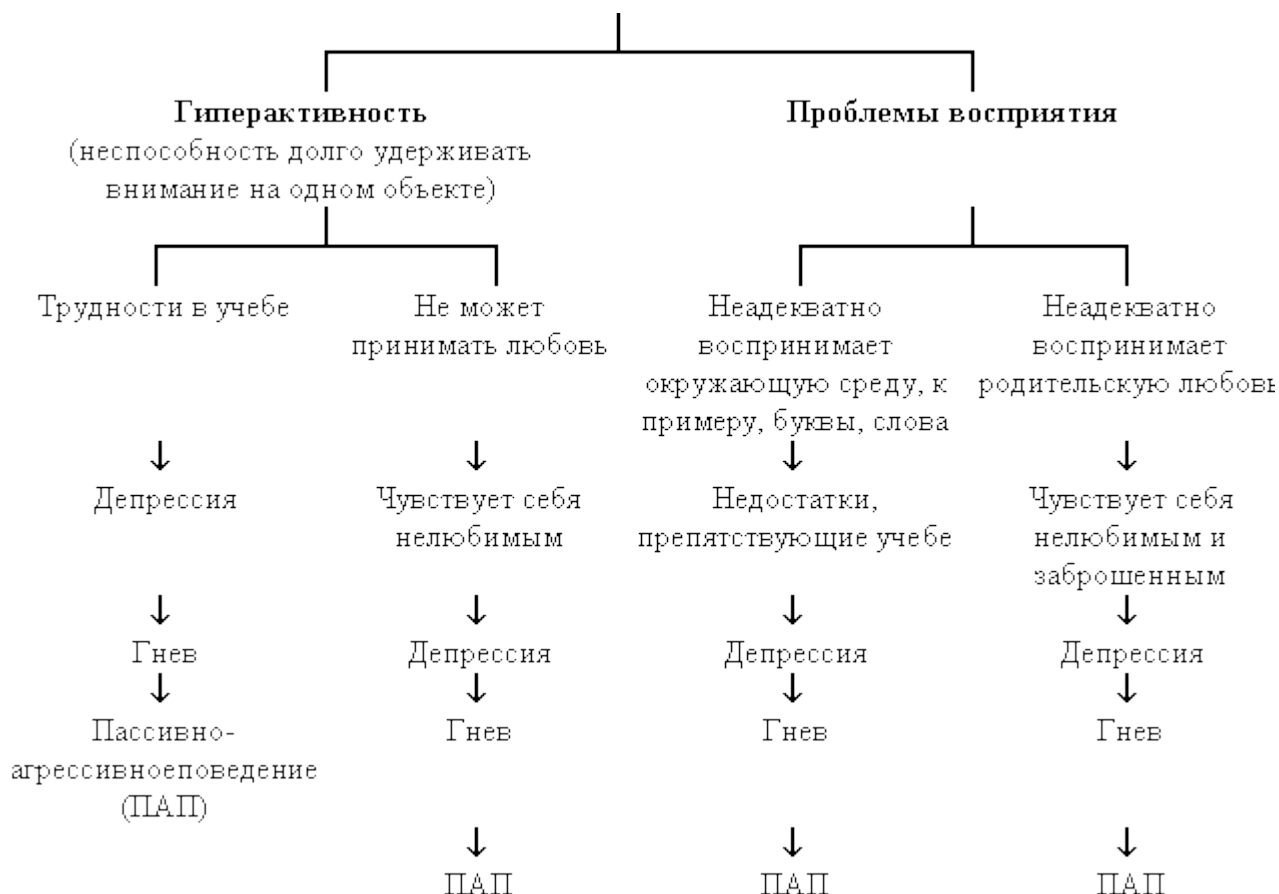 Гиперактивность
(неспособность долго удерживать
внимание на одном объекте)
Проблемы восприятия
Трудности в учебе
Не может
принимать любовь
Неадекватно
воспринимает
окружающую среду, к
примеру, буквы, слова
Неадекватно
воспринимает
родительскую любовь
Депрессия
Чувствует себя
нелюбимым
Недостатки,
препятствующие учебе
Чувствует себя
нелюбимым и
заброшенным
Гнев
Депрессия
Депрессия
Депрессия
Пассивно-
агрессивноеповедение
(ПАП)
Гнев
Гнев
Гнев
ПАП
ПАП
ПАП